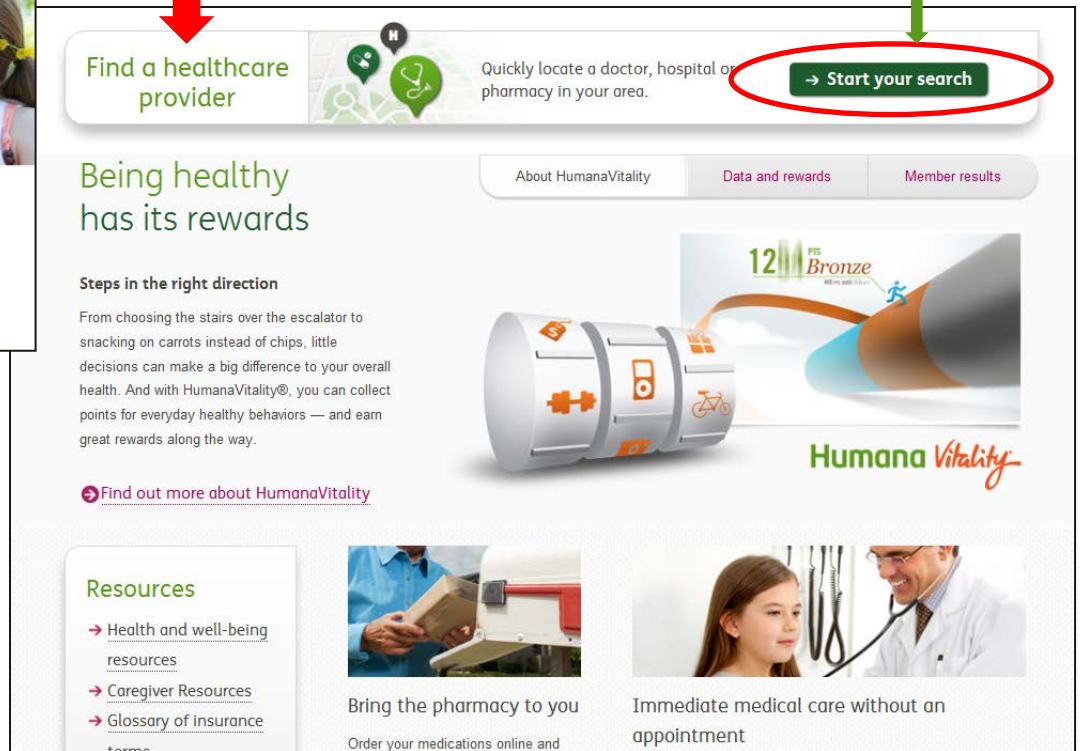 Find a healthcare
provider
H
Quickly locate a doctor, hospital or
pharmacy in your area.
→ Start your search
Being healthy
has its rewards
About HumanaVitality
Data and rewards
Member results
Steps in the right direction
From choosing the stairs over the escalator to
snacking on carrots instead of chips, little
decisions can make a big difference to your overall
health. And with HumanaVitality®, you can collect
points for everyday healthy behaviors — and earn
great rewards along the way.
Find out more about HumanaVitality
12 PTS
Bronze
$
Humana Vitality
Resources
→ Health and well-being
resources
→ Caregiver Resources
→ Glossary of insurance
terms
Bring the pharmacy to you
Order your medications online and
Immediate medical care without an
appointment